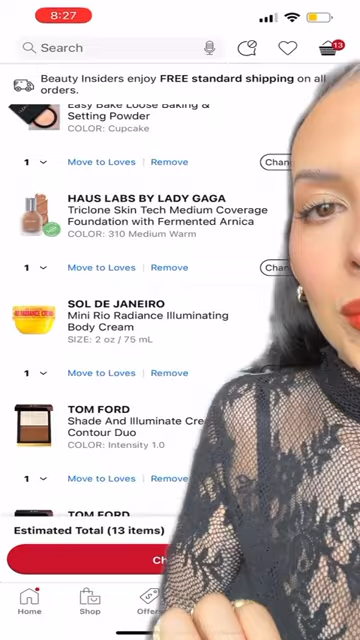 8:27
Search
13
Beauty Insiders enjoy FREE standard shipping on all
orders.
Easy Bake Loose Baking &
Setting Powder
COLOR: Cupcake
1 Move to Loves Remove
HAUS LABS BY LADY GAGA
Triclone Skin Tech Medium Coverage
Foundation with Fermented Arnica
COLOR: 310 Medium Warm
1 Move to Loves Remove
SOL DE JANEIRO
Mini Rio Radiance Illuminating
Body Cream
SIZE: 2 oz / 75 mL
1 Move to Loves Remove
TOM FORD
Shade And Illuminate Cre
Contour Duo
COLOR: Intensity 1.0
1 Move to Loves Remove
TOM FORD
Estimated Total (13 items)
Home
Shop